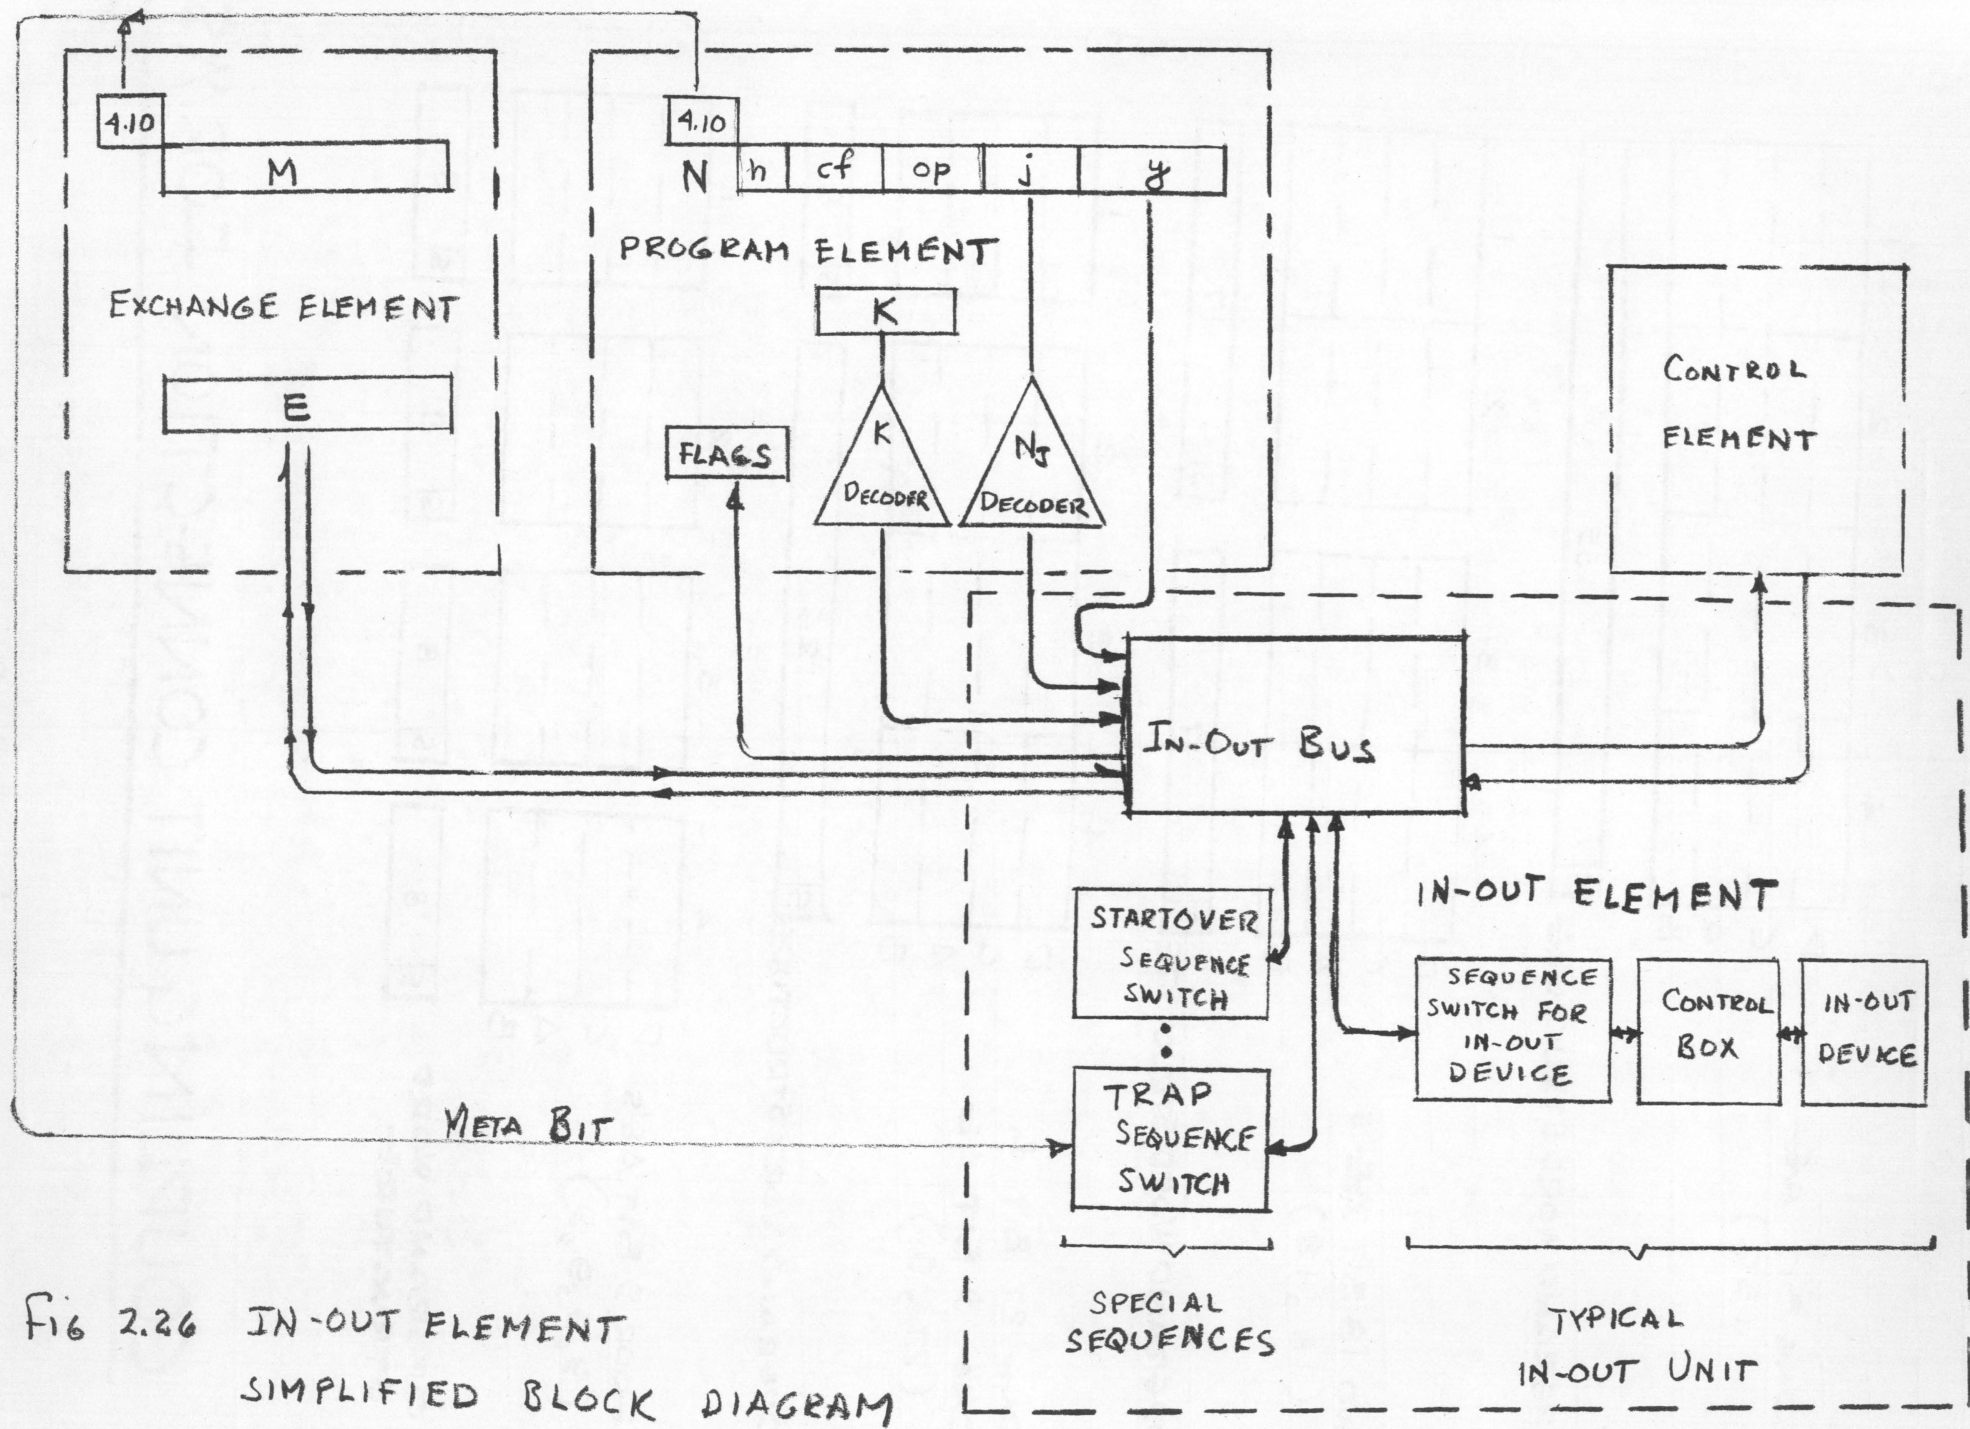 4.10
M
EXCHANGE ELEMENT
E
4.10
N h cf op j y
PROGRAM ELEMENT
K
FLAGS
K
DECODER
NJ
DECODER
CONTROL
ELEMENT
IN-OUT BUS
IN-OUT ELEMENT
STARTOVER
SEQUENCE
SWITCH
TRAP
SEQUENCE
SWITCH
SEQUENCE
SWITCH FOR
IN-OUT
DEVICE
CONTROL
BOX
IN-OUT
DEVICE
META BIT
SPECIAL
SEQUENCES
TYPICAL
IN-OUT UNIT
FIG 2.26 IN-OUT ELEMENT
SIMPLIFIED BLOCK DIAGRAM